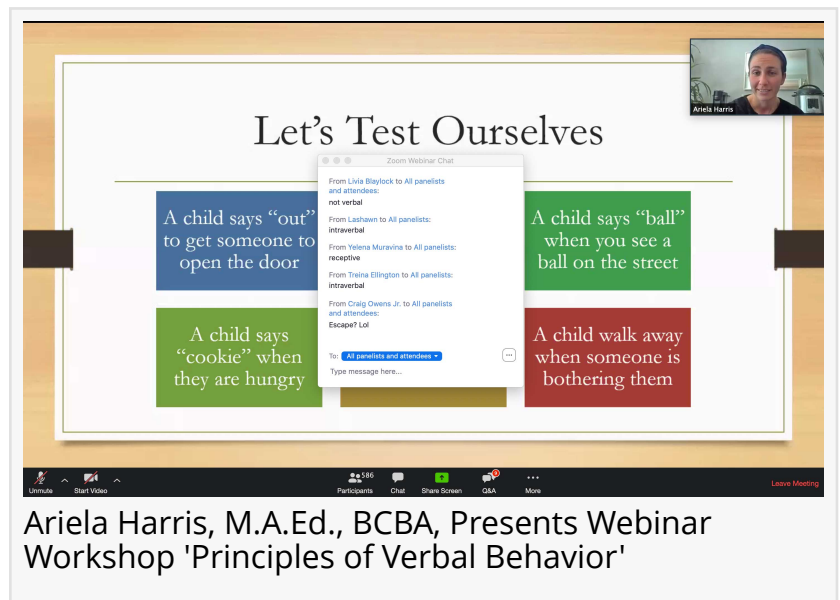 Ariela Harris
Let's Test Ourselves
Zoom Webinar Chat
From Livia Blaylock to All panelists
and attendees:
not verbal
From Lashawn to All panelists:
intraverbal
From Yelena Muravina to All panelists:
receptive
From Treina Ellington to All panelists:
intraverbal
From Craig Owens Jr. to All panelists
and attendees:
Escape? Lol
To: All panelists and attendees
Type message here...
A child says “out”
to get someone to
open the door
A child says “ball”
when you see a
ball on the street
A child says
“cookie” when
they are hungry
A child walk away
when someone is
bothering them
Unmute
Start Video
586
Participants
Chat
Share Screen
Q&A
More
Leave Meeting
Ariela Harris, M.A.Ed., BCBA, Presents Webinar
Workshop 'Principles of Verbal Behavior'